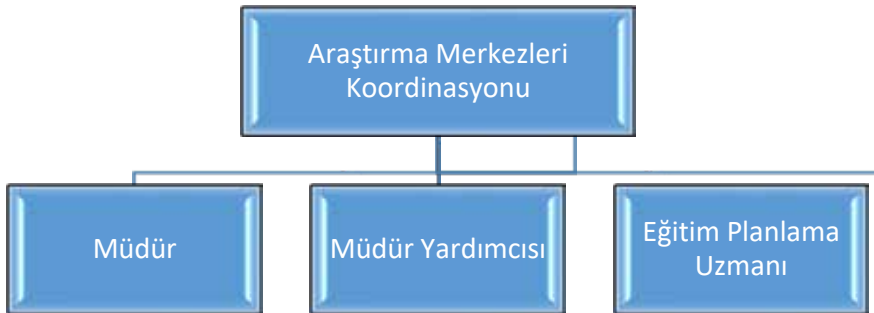 Araştırma Merkezleri
Koordinasyonu
Müdür
Müdür Yardımcısı
Eğitim Planlama
Uzmanı